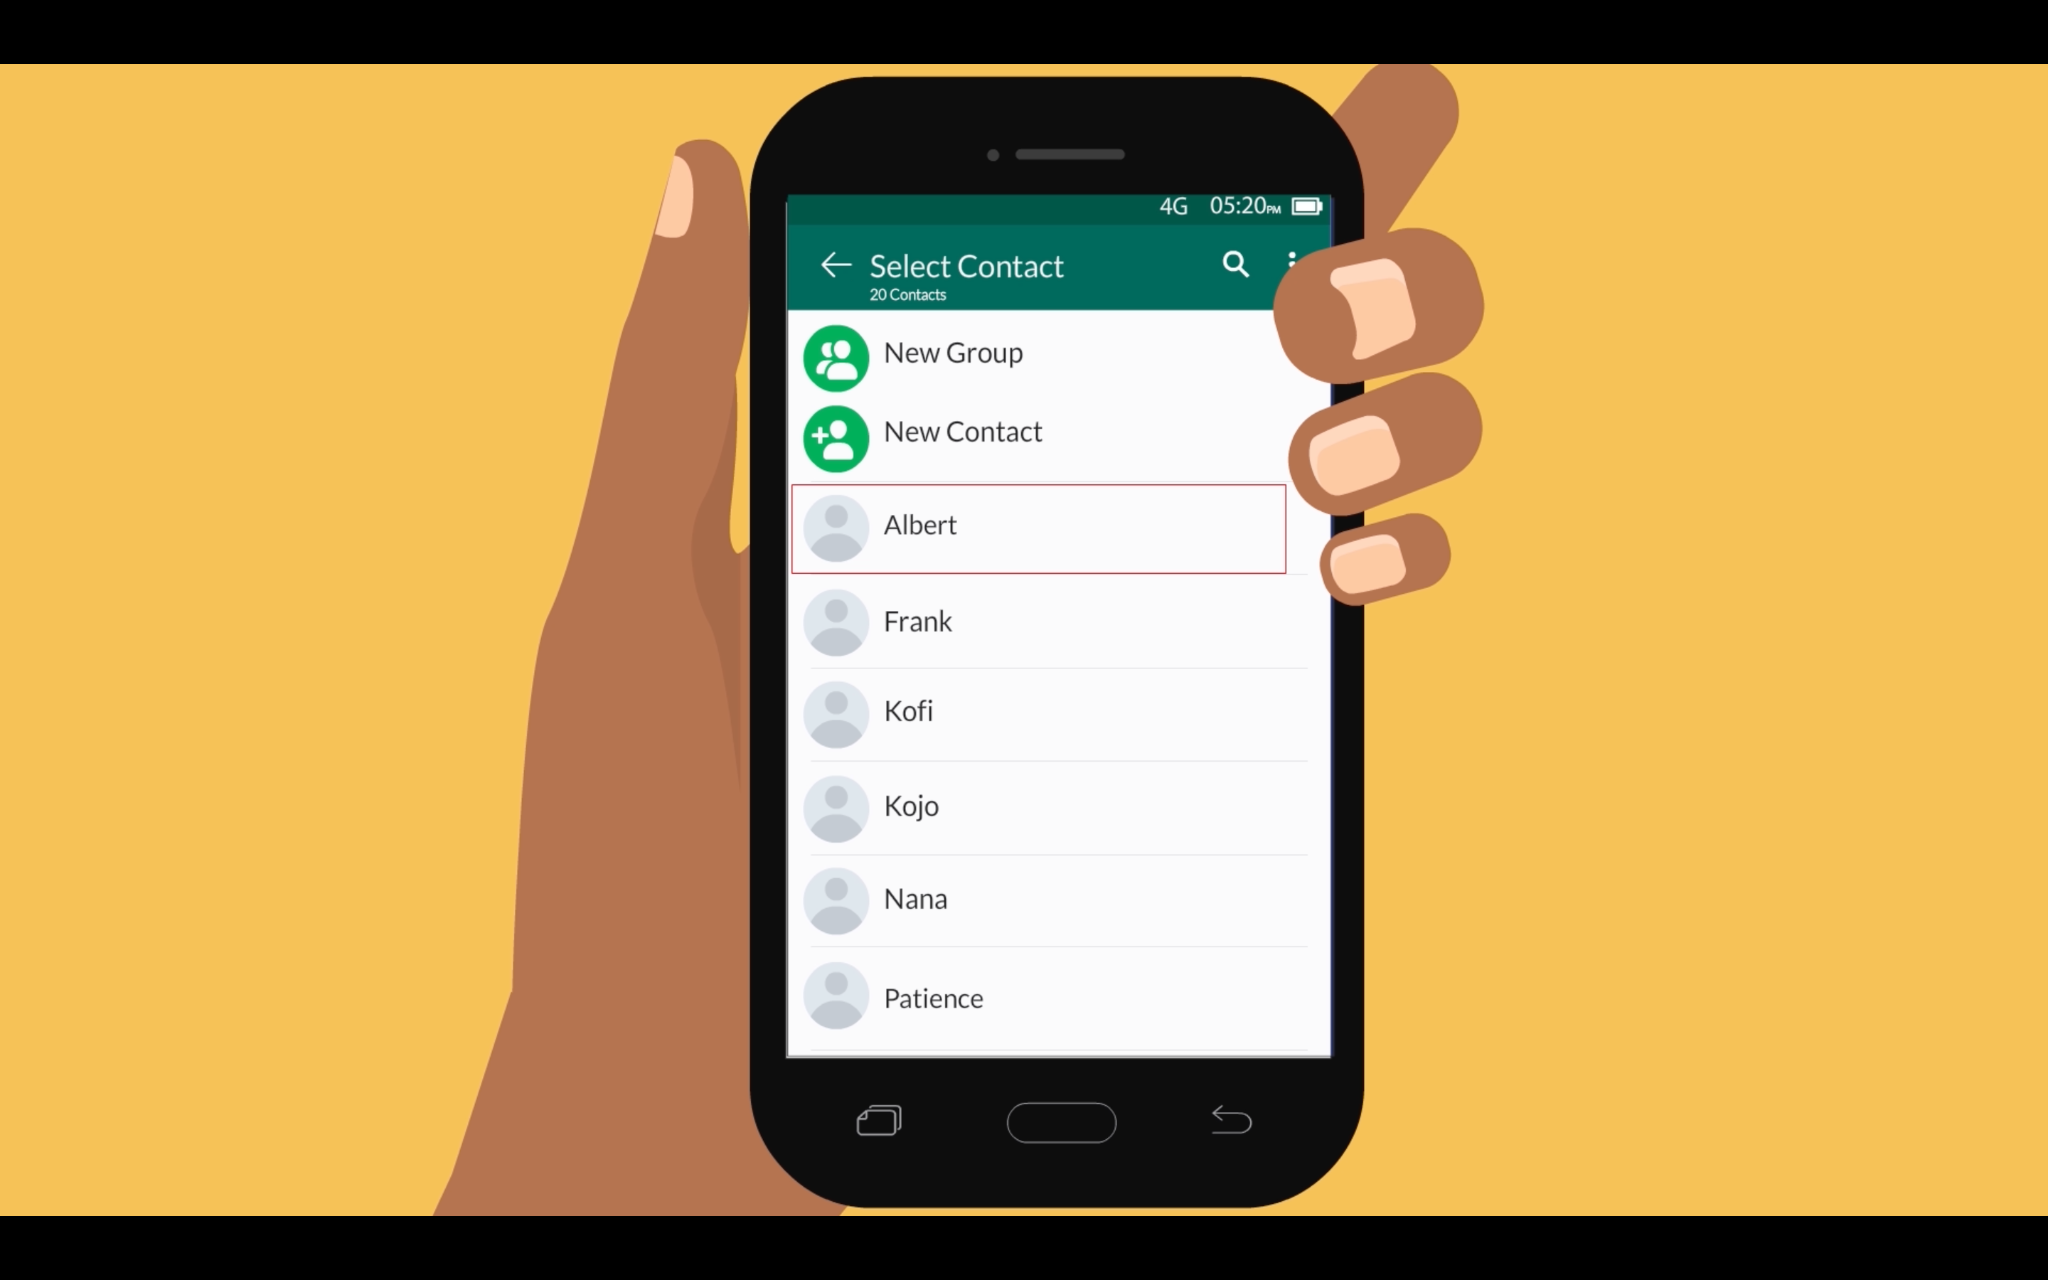 4G 05:20PM
Select Contact
20 Contacts
New Group
New Contact
Albert
Frank
Kofi
Kojo
Nana
Patience